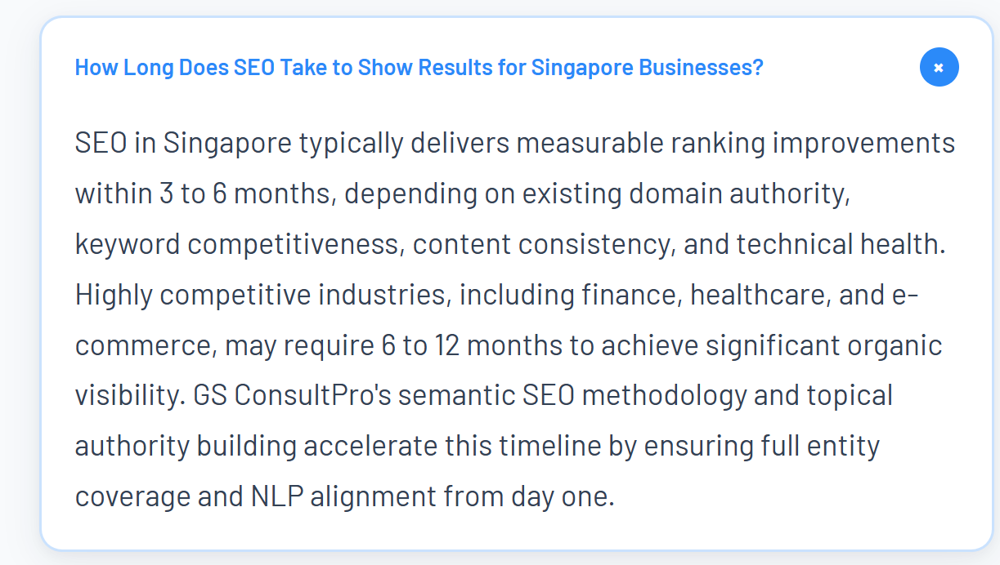 How Long Does SEO Take to Show Results for Singapore Businesses?
SEO in Singapore typically delivers measurable ranking improvements
within 3 to 6 months, depending on existing domain authority,
keyword competitiveness, content consistency, and technical health.
Highly competitive industries, including finance, healthcare, and e-
commerce, may require 6 to 12 months to achieve significant organic
visibility. GS ConsultPro's semantic SEO methodology and topical
authority building accelerate this timeline by ensuring full entity
coverage and NLP alignment from day one.